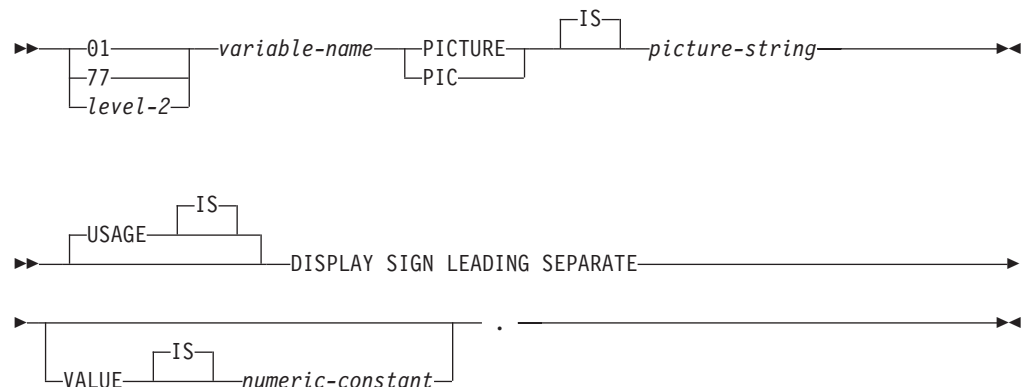 IS
01 variable-name PICTURE picture-string
77 PIC
level-2
IS
USAGE
DISPLAY SIGN LEADING SEPARATE
.
IS
VALUE numeric-constant